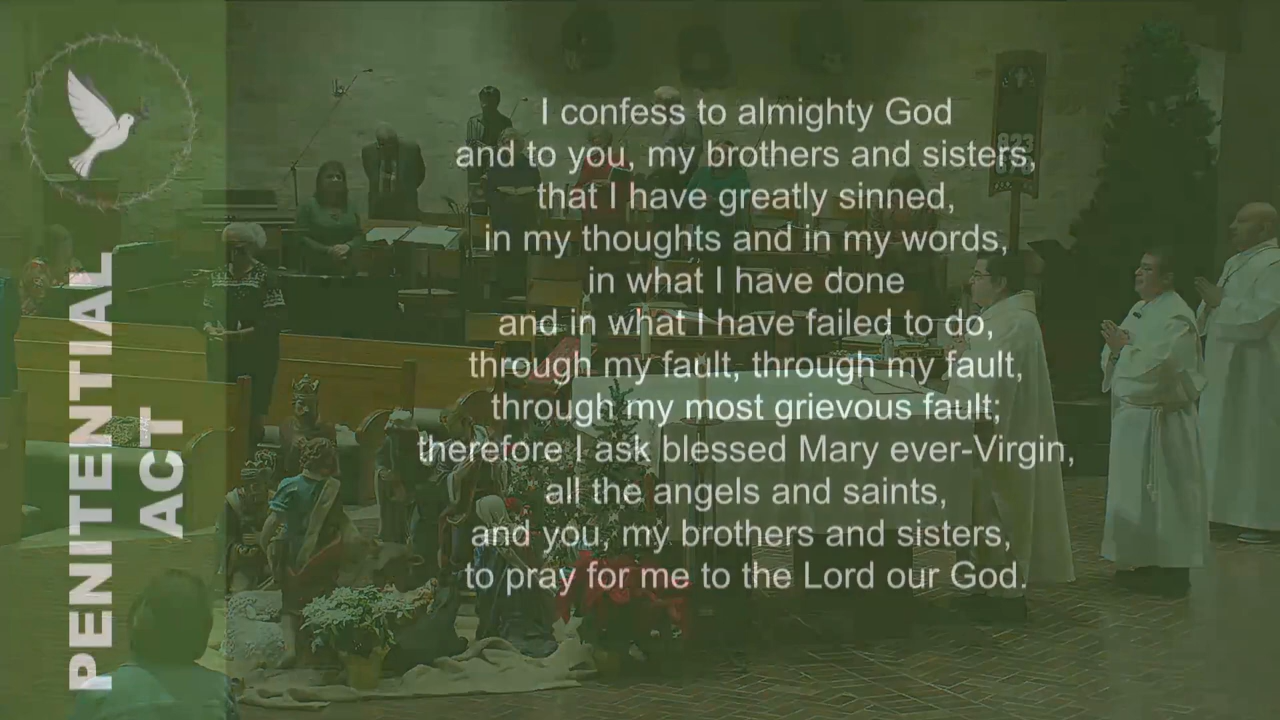 PENITENTIAL
ACT
I confess to almighty God
and to you, my brothers and sisters,
that I have greatly sinned,
in my thoughts and in my words,
in what I have done
and in what I have failed to do,
through my fault, through my fault,
through my most grievous fault;
therefore I ask blessed Mary ever-Virgin,
all the angels and saints,
and you, my brothers and sisters,
to pray for me to the Lord our God.